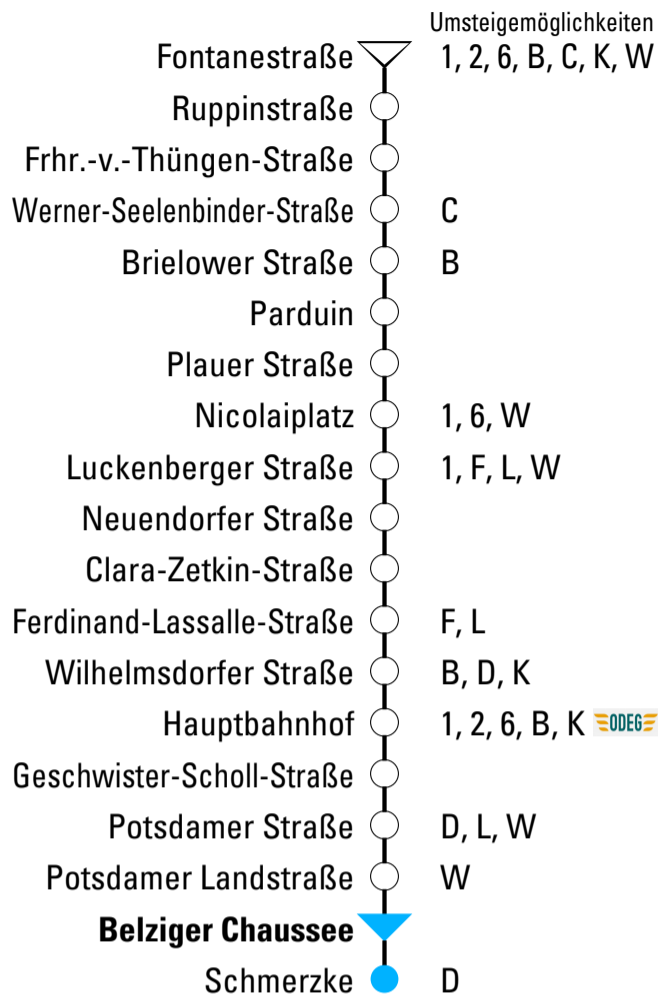 Umsteigemöglichkeiten
Fontanestraße 1, 2, 6, B, C, K, W
Ruppinstraße
Frhr.-v.-Thüngen-Straße
Werner-Seelenbinder-Straße C
Brielower Straße B
Parduin
Plauer Straße
Nicolaiplatz 1, 6, W
Luckenberger Straße 1, F, L, W
Neuendorfer Straße
Clara-Zetkin-Straße
Ferdinand-Lassalle-Straße F, L
Wilhelmsdorfer Straße B, D, K
Hauptbahnhof 1, 2, 6, B, K ODEG
Geschwister-Scholl-Straße
Potsdamer Straße D, L, W
Potsdamer Landstraße W
Belziger Chaussee
Schmerzke D